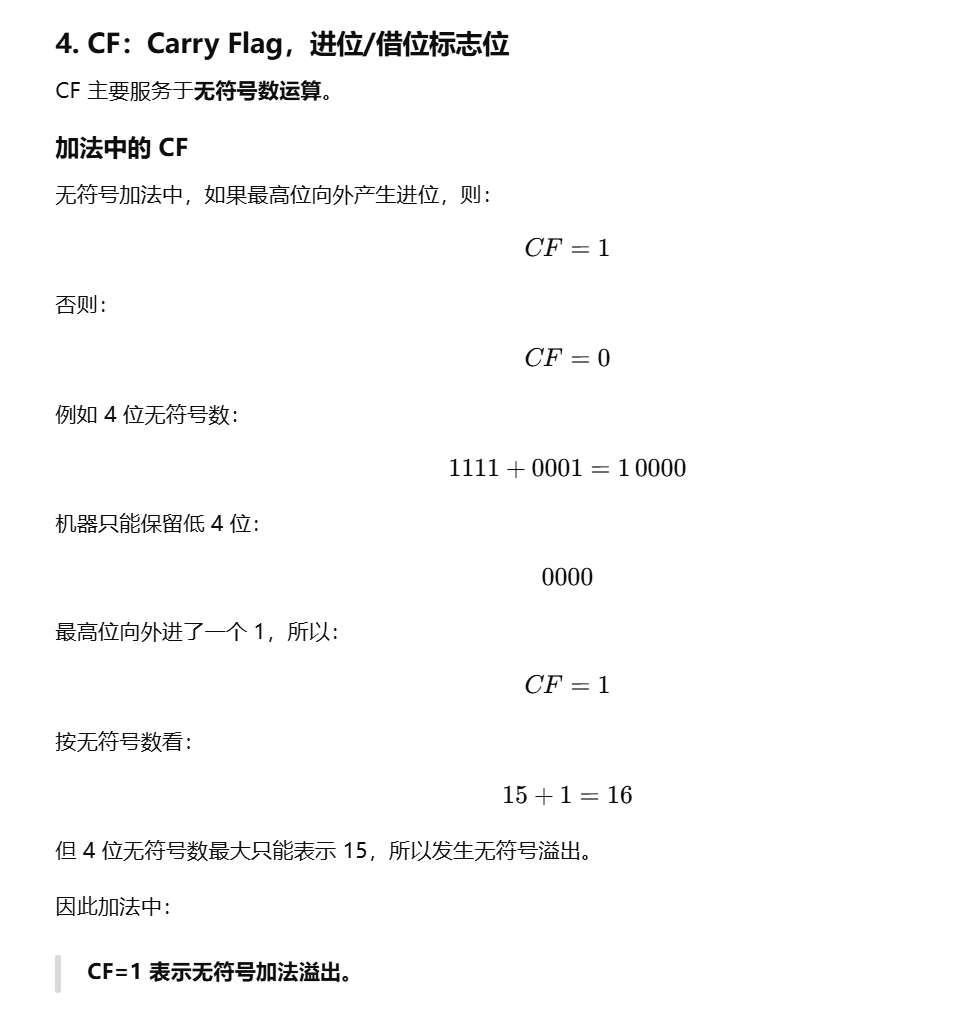 4. CF：Carry Flag，进位/借位标志位
CF 主要服务于无符号数运算。
加法中的 CF
无符号加法中，如果最高位向外产生进位，则：
CF = 1
否则：
CF = 0
例如 4 位无符号数：
1111 + 0001 = 1 0000
机器只能保留低 4 位：
0000
最高位向外进了一个 1，所以：
CF = 1
按无符号数看：
15 + 1 = 16
但 4 位无符号数最大只能表示 15，所以发生无符号溢出。
因此加法中：
CF=1 表示无符号加法溢出。